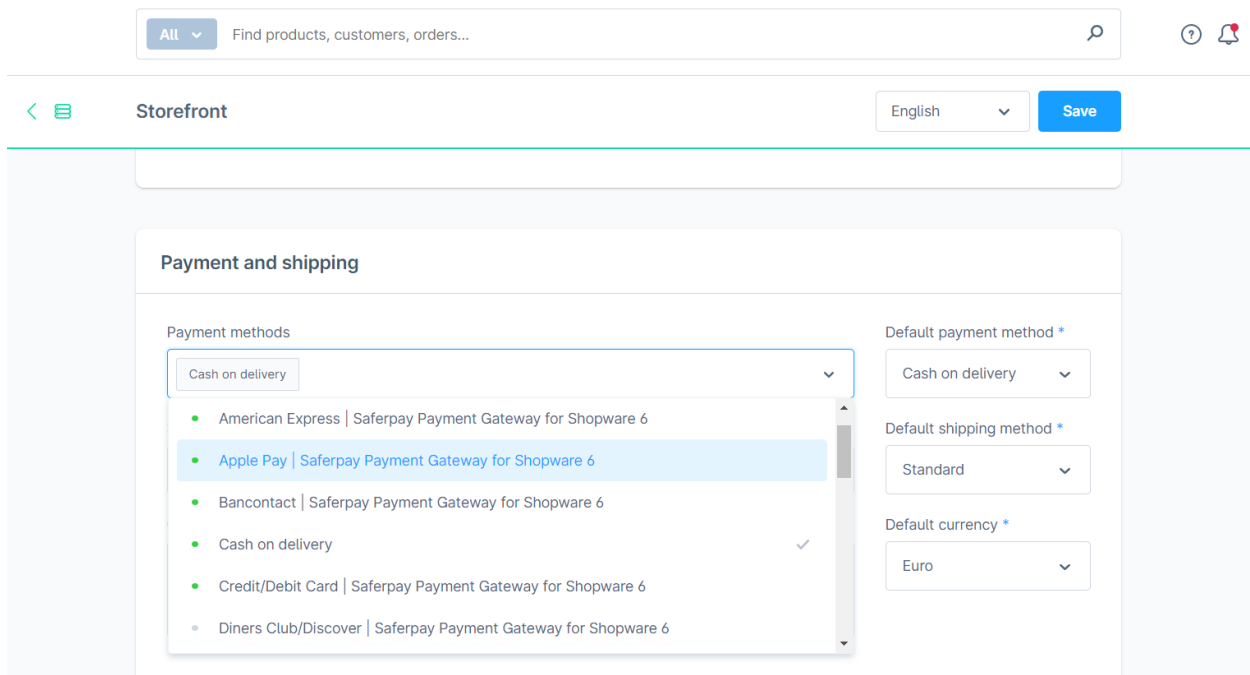 All
Find products, customers, orders...
Storefront
English
Save
Payment and shipping
Payment methods
Cash on delivery
American Express | Saferpay Payment Gateway for Shopware 6
Apple Pay | Saferpay Payment Gateway for Shopware 6
Bancontact | Saferpay Payment Gateway for Shopware 6
Cash on delivery
Credit/Debit Card | Saferpay Payment Gateway for Shopware 6
Diners Club/Discover | Saferpay Payment Gateway for Shopware 6
Default payment method *
Cash on delivery
Default shipping method *
Standard
Default currency *
Euro